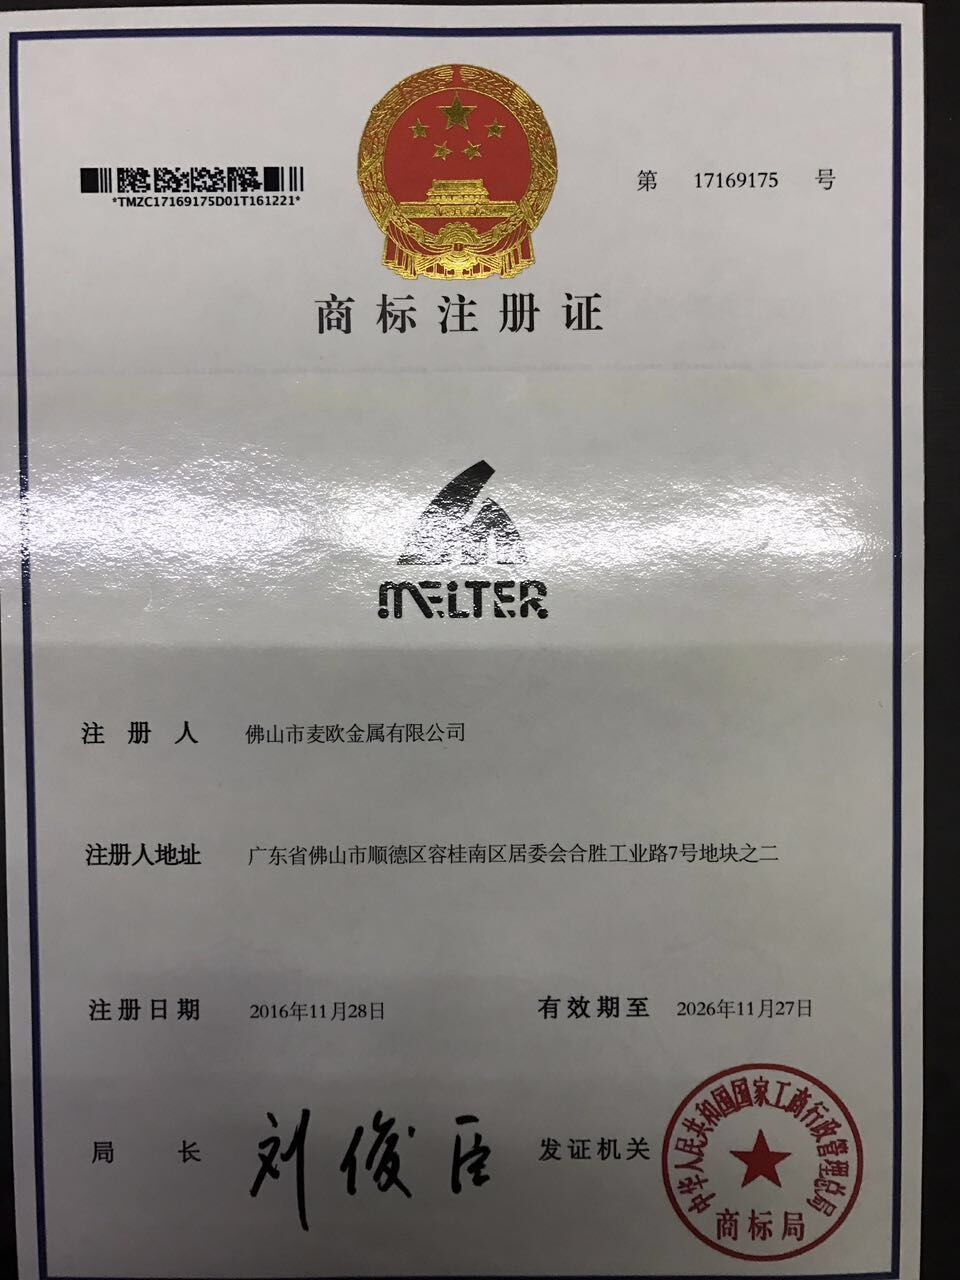 第 17169175 号
*TMZC17169175D01T161221*
商标注册证
MELTER
注册人 佛山市麦欧金属有限公司
注册人地址 广东省佛山市顺德区容桂南区居委会合胜工业路7号地块之二
注册日期 2016年11月28日 有效期至 2026年11月27日
局长 刘俊臣 发证机关
中华人民共和国国家工商行政管理总局
商标局